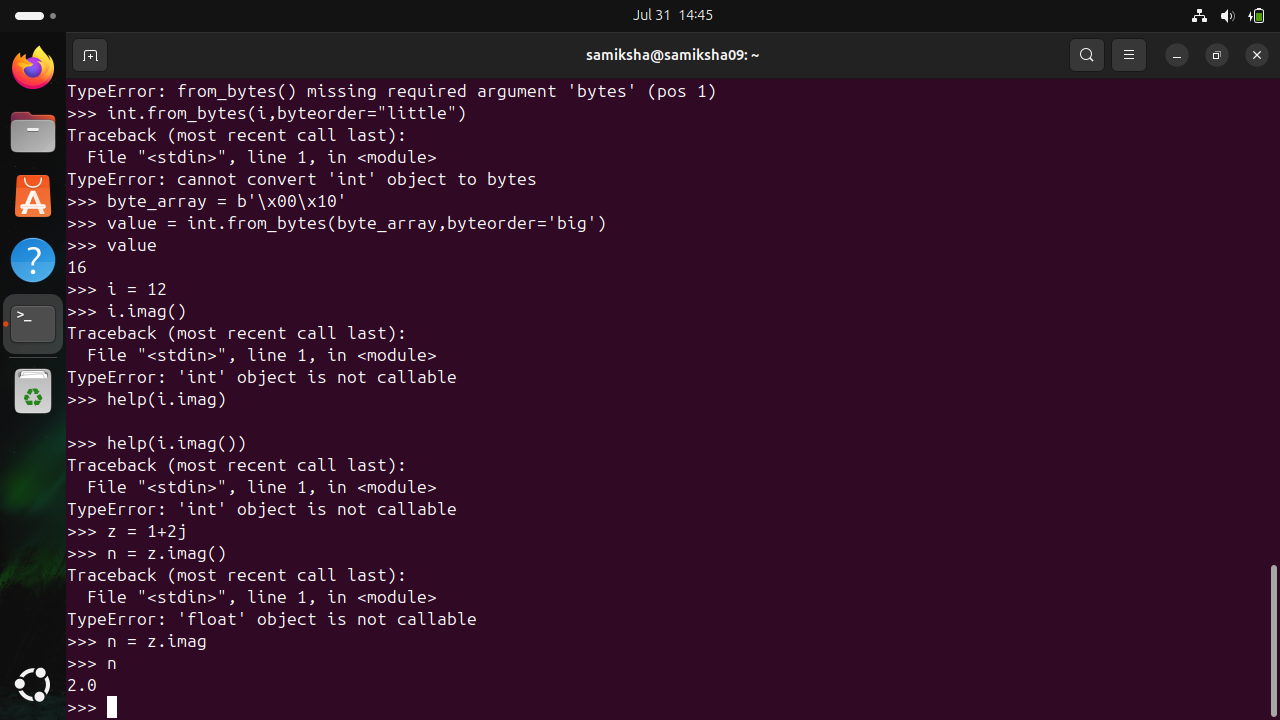 Jul 31 14:45
samiksha@samiksha09: ~
TypeError: from_bytes() missing required argument 'bytes' (pos 1)
>>> int.from_bytes(i,byteorder="little")
Traceback (most recent call last):
  File "<stdin>", line 1, in <module>
TypeError: cannot convert 'int' object to bytes
>>> byte_array = b'\x00\x10'
>>> value = int.from_bytes(byte_array,byteorder='big')
>>> value
16
>>> i = 12
>>> i.imag()
Traceback (most recent call last):
  File "<stdin>", line 1, in <module>
TypeError: 'int' object is not callable
>>> help(i.imag)
>>> help(i.imag())
Traceback (most recent call last):
  File "<stdin>", line 1, in <module>
TypeError: 'int' object is not callable
>>> z = 1+2j
>>> n = z.imag()
Traceback (most recent call last):
  File "<stdin>", line 1, in <module>
TypeError: 'float' object is not callable
>>> n = z.imag
>>> n
2.0
>>>